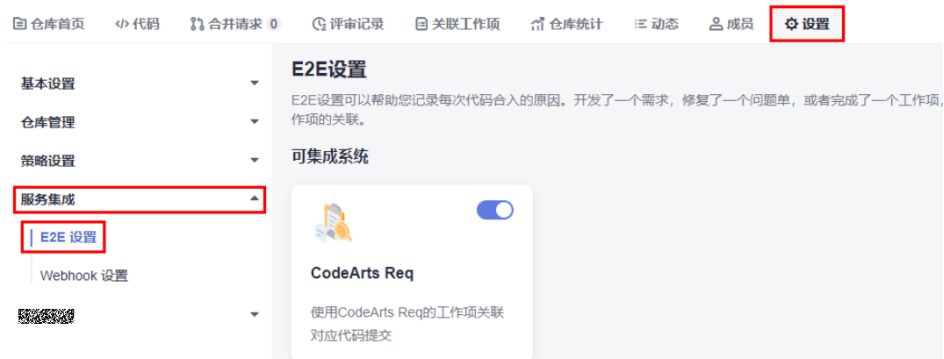 仓库首页 代码 合并请求 0 评审记录 关联工作项 仓库统计 动态 成员 设置
基本设置
仓库管理
策略设置
服务集成
E2E 设置
Webhook 设置
E2E设置
E2E设置可以帮助您记录每次代码合入的原因。开发了一个需求，修复了一个问题单，或者完成了一个工作项，
作项的关联。
可集成系统
CodeArts Req
使用CodeArts Req的工作项关联
对应代码提交